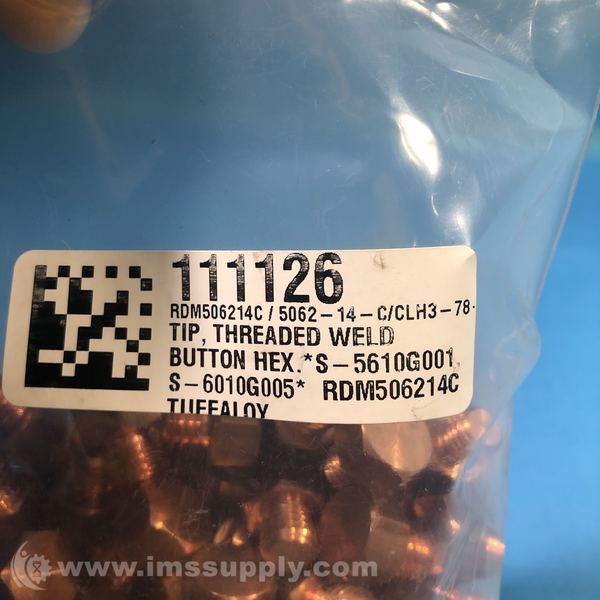 111126
RDM506214C / 5062-14-C/CLH3-78-
TIP, THREADED WELD
BUTTON HEX.*S-5610G001,
S-6010G005* RDM506214C
TUFFALOY
www.imssupply.com